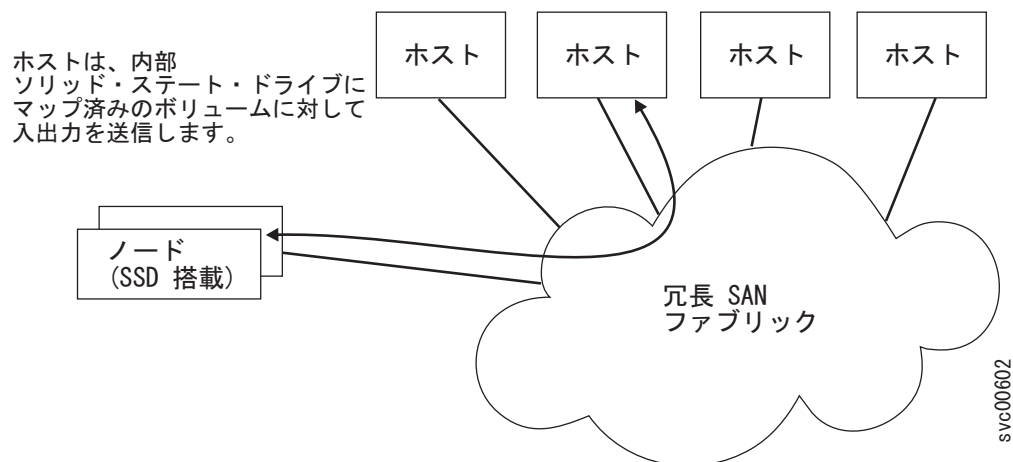 ホストは、内部
ソリッド・ステート・ドライブに
マップ済みのボリュームに対して
入出力を送信します。
ホスト
ホスト
ホスト
ホスト
ノード
(SSD 搭載)
冗長 SAN
ファブリック
svc00602